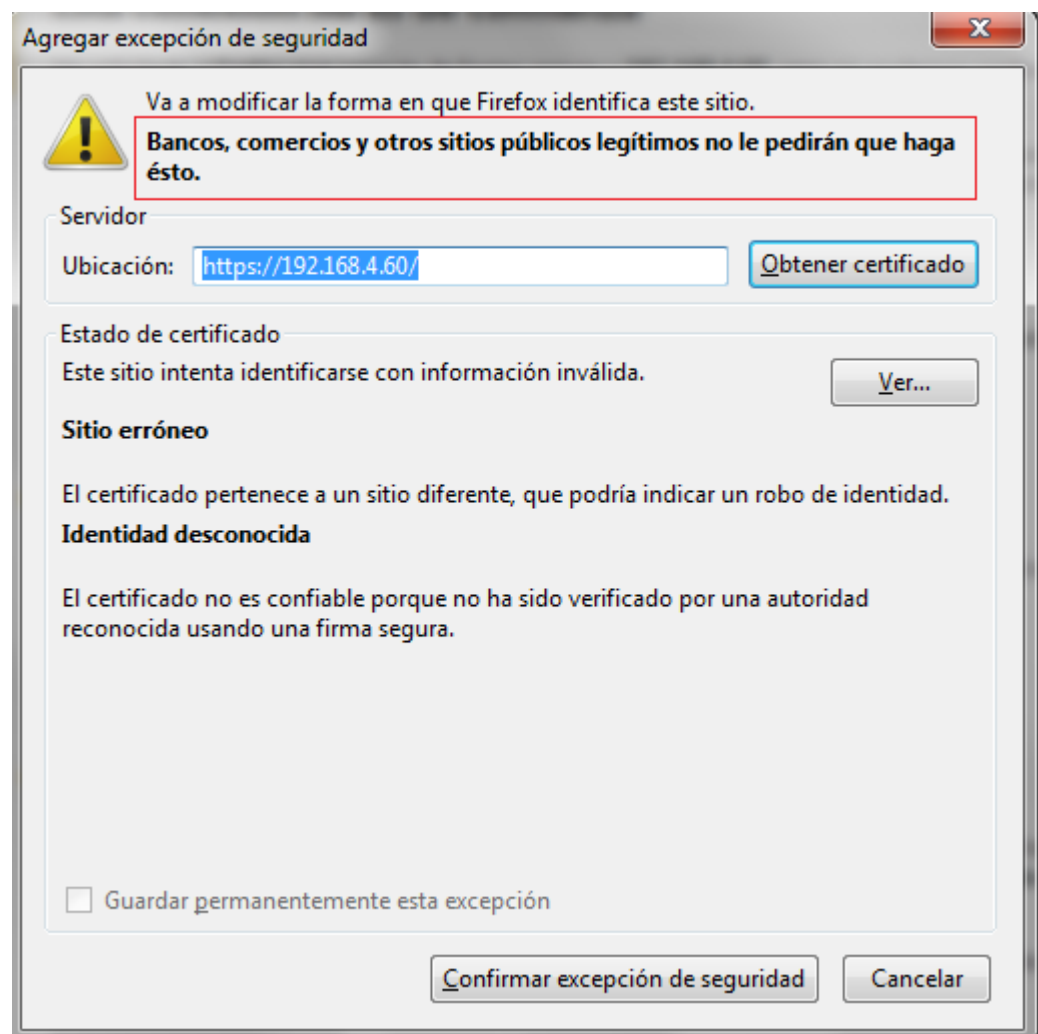 Agregar excepción de seguridad
Va a modificar la forma en que Firefox identifica este sitio.
Bancos, comercios y otros sitios públicos legítimos no le pedirán que haga
ésto.
Servidor
Ubicación: https://192.168.4.60/ Obtener certificado
Estado de certificado
Este sitio intenta identificarse con información inválida.
Ver...
Sitio erróneo
El certificado pertenece a un sitio diferente, que podría indicar un robo de identidad.
Identidad desconocida
El certificado no es confiable porque no ha sido verificado por una autoridad
reconocida usando una firma segura.
Guardar permanentemente esta excepción
Confirmar excepción de seguridad Cancelar